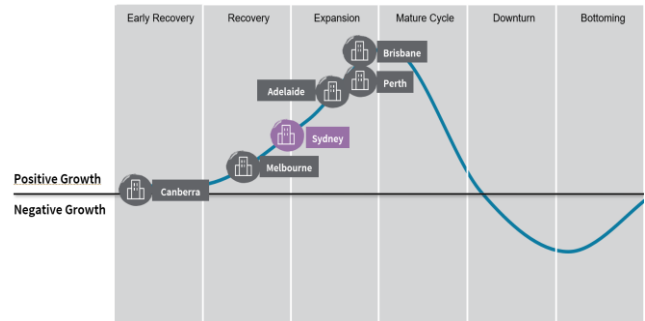 Early Recovery
Recovery
Expansion
Mature Cycle
Downturn
Bottoming
Brisbane
Perth
Adelaide
Sydney
Melbourne
Canberra
Positive Growth
Negative Growth